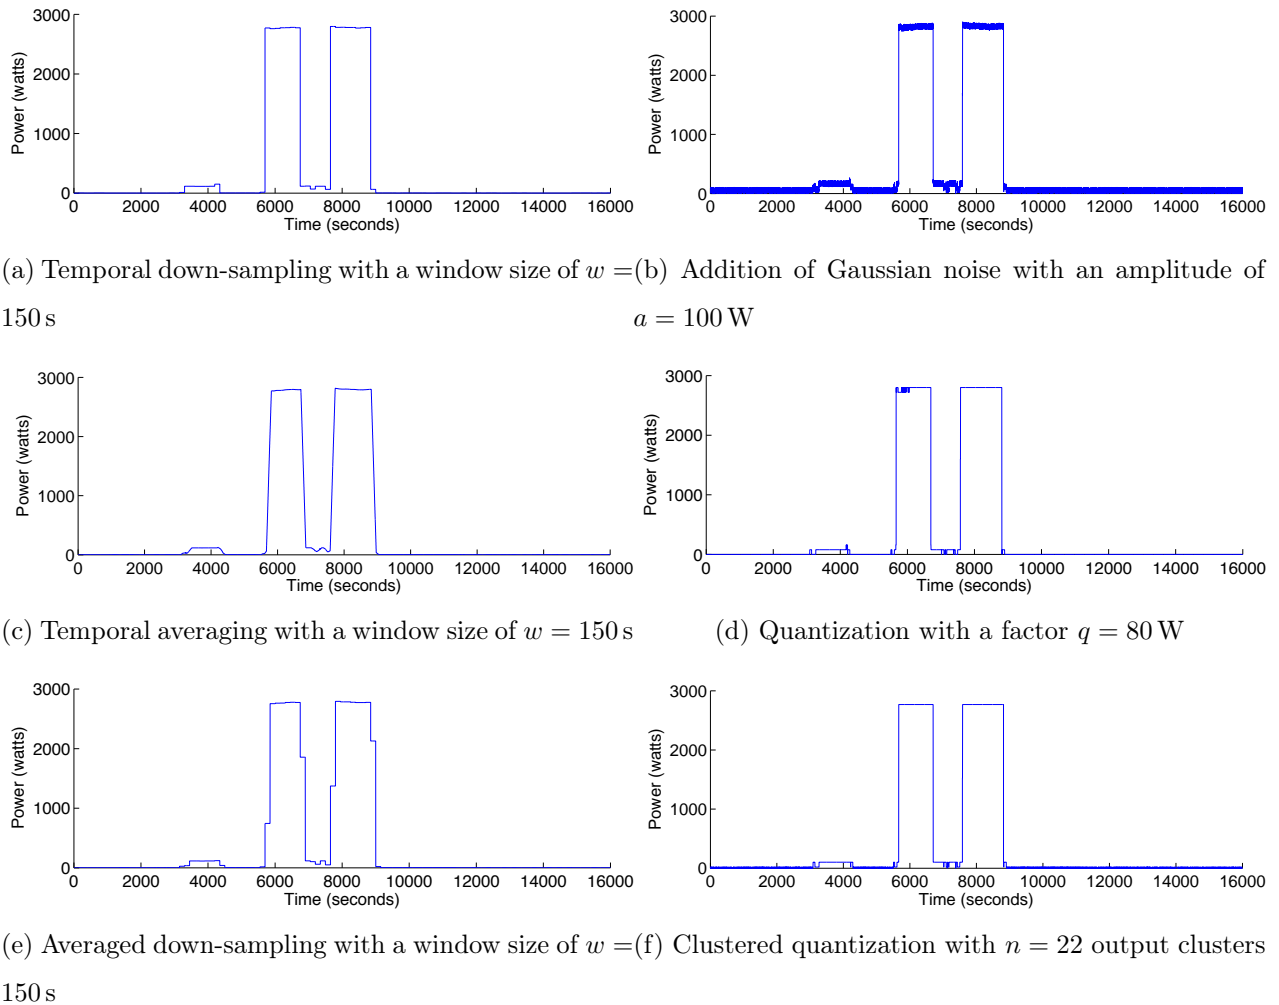 3000
2000
1000
0
Power (watts)
0 2000 4000 6000 8000 10000 12000 14000 16000
Time (seconds)
3000
2000
1000
0
Power (watts)
0 2000 4000 6000 8000 10000 12000 14000 16000
Time (seconds)
(a) Temporal down-sampling with a window size of w =
150 s
(b) Addition of Gaussian noise with an amplitude of
a = 100 W
3000
2000
1000
0
Power (watts)
0 2000 4000 6000 8000 10000 12000 14000 16000
Time (seconds)
3000
2000
1000
0
Power (watts)
0 2000 4000 6000 8000 10000 12000 14000 16000
Time (seconds)
(c) Temporal averaging with a window size of w = 150 s
(d) Quantization with a factor q = 80 W
3000
2000
1000
0
Power (watts)
0 2000 4000 6000 8000 10000 12000 14000 16000
Time (seconds)
3000
2000
1000
0
Power (watts)
0 2000 4000 6000 8000 10000 12000 14000 16000
Time (seconds)
(e) Averaged down-sampling with a window size of w =
150 s
(f) Clustered quantization with n = 22 output clusters